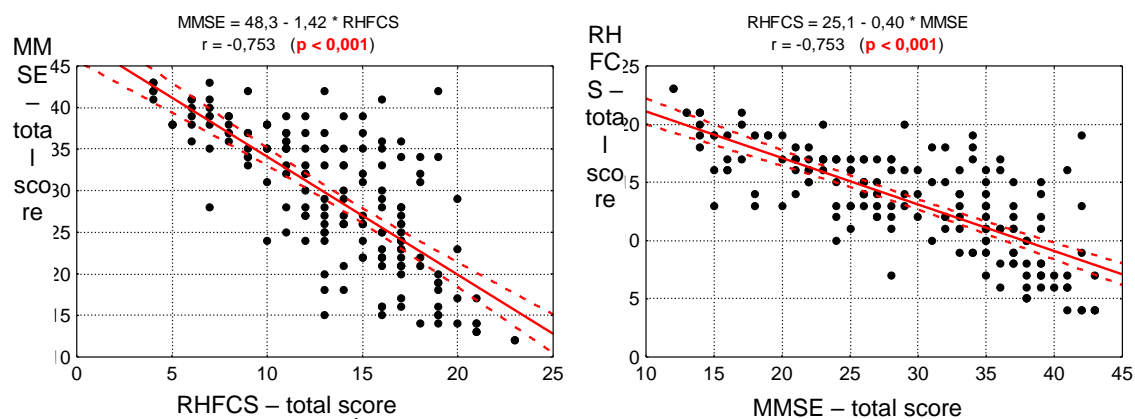 MMSE = 48,3 - 1,42 * RHFCS
r = -0,753 (p < 0,001)
MM
SE –
tota
l
sco
re
45
40
35
30
25
20
15
10
0
5
10
15
20
25
RHFCS – total score
RHFCS = 25,1 - 0,40 * MMSE
r = -0,753 (p < 0,001)
RH
FC
S –
tota
l
sco
re
25
20
15
10
5
0
10
15
20
25
30
35
40
45
MMSE – total score